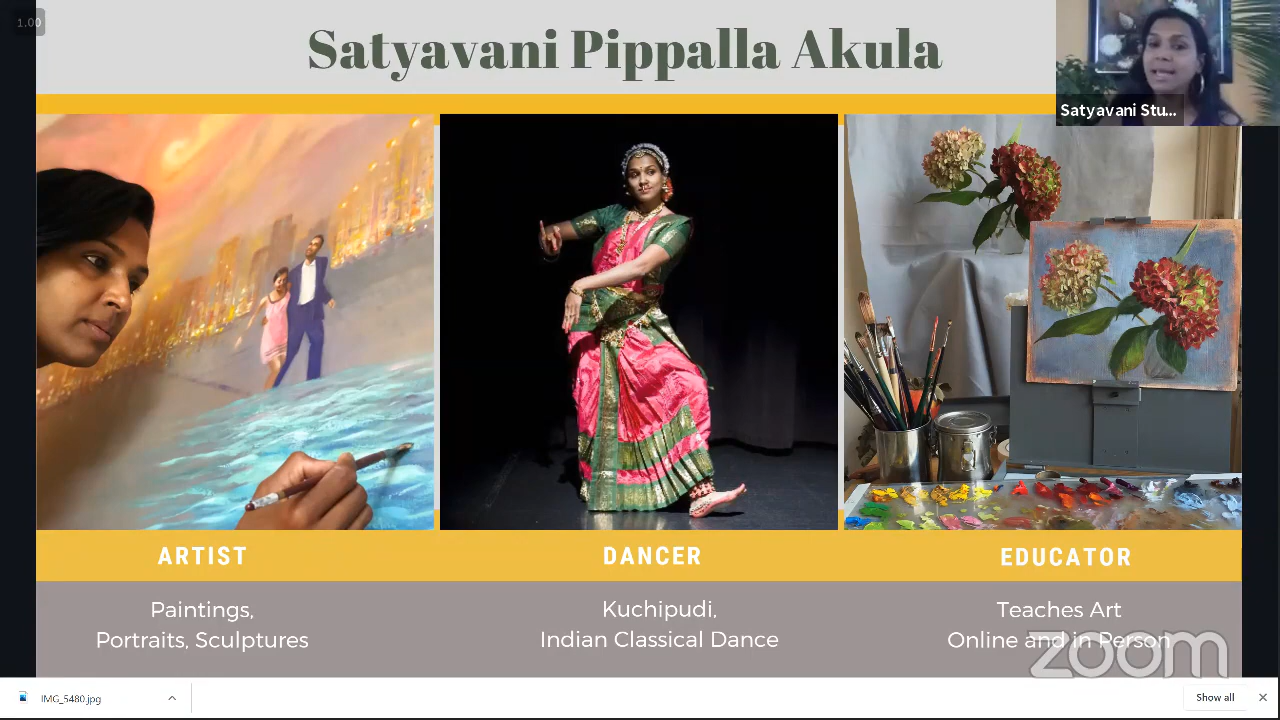 1.00
Satyavani Pippalla Akula
Satyavani Stu...
ARTIST
DANCER
EDUCATOR
Paintings,
Portraits, Sculptures
Kuchipudi,
Indian Classical Dance
Teaches Art
Online and in Person
zoom
IMG_5480.jpg
Show all